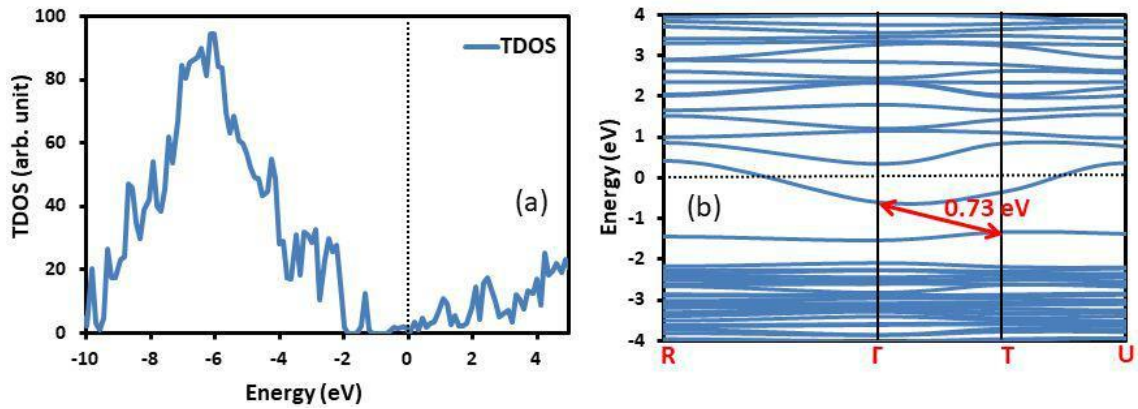 100
80
60
40
20
0
TDOS (arb. unit)
TDOS
(a)
-10 -8 -6 -4 -2 0 2 4
Energy (eV)
4
3
2
1
0
-1
-2
-3
-4
Energy (eV)
(b)
0.73 eV
R Γ T U